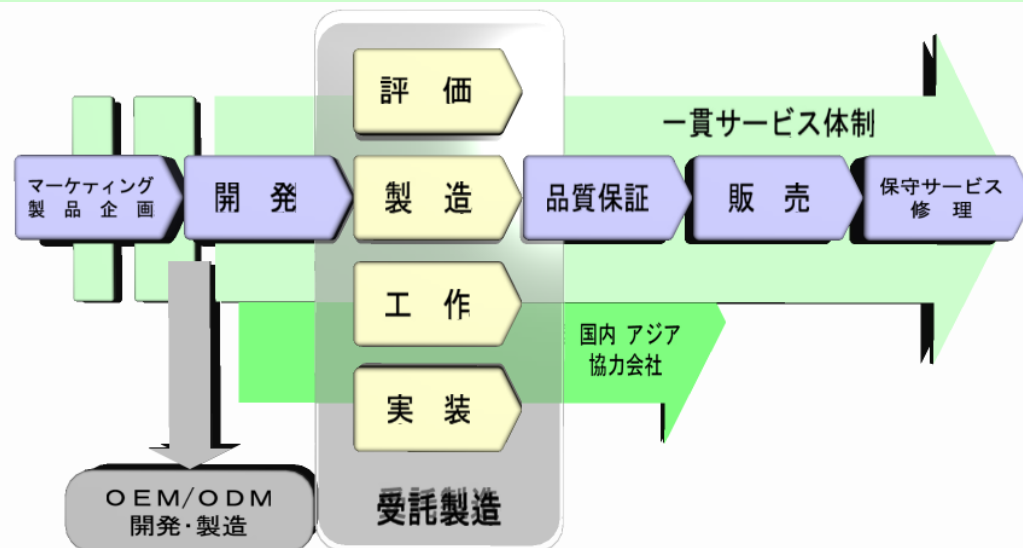 評　価
一貫サービス体制
マーケティング
製 品 企 画
開　発
製　造
品質保証
販　売
保守サービス
修　理
工　作
国内 アジア
協力会社
実　装
OEM/ODM
開発・製造
受託製造